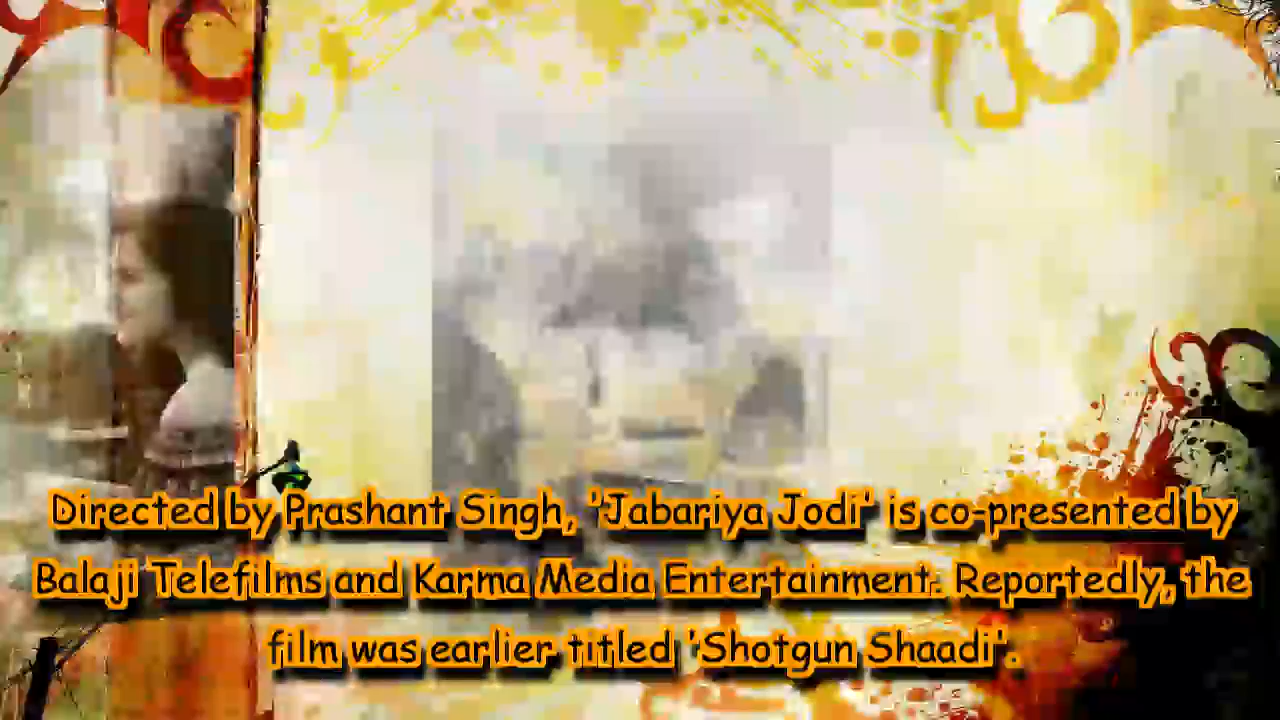 Directed by Prashant Singh, 'Jabariya Jodi' is co-presented by
Balaji Telefilms and Karma Media Entertainment. Reportedly, the
film was earlier titled 'Shotgun Shaadi'.